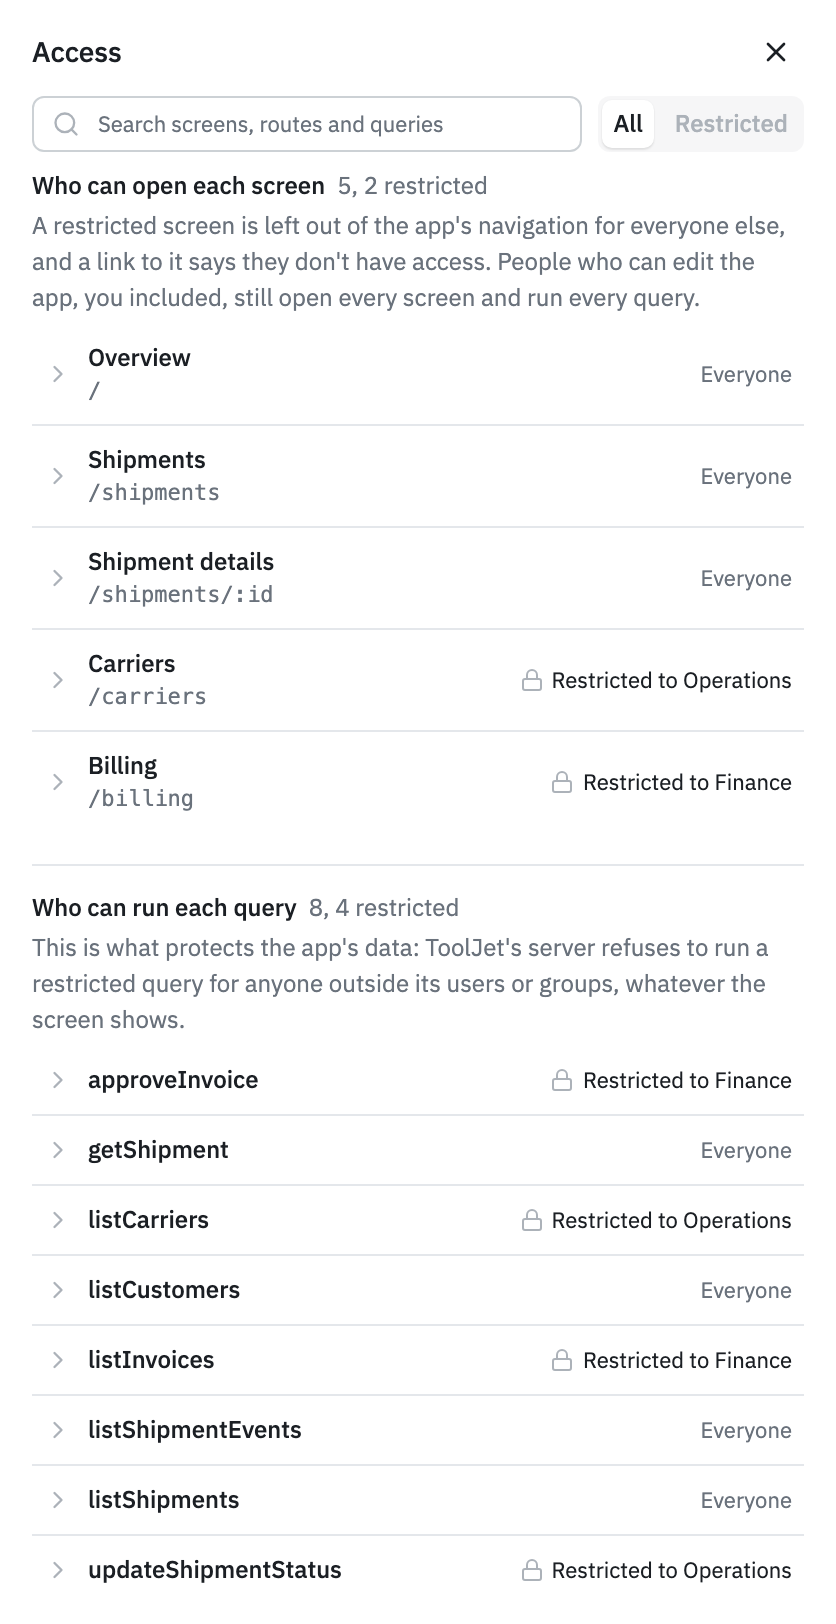 Access
Search screens, routes and queries
All
Restricted
Who can open each screen 5, 2 restricted
A restricted screen is left out of the app's navigation for everyone else,
and a link to it says they don't have access. People who can edit the
app, you included, still open every screen and run every query.
Overview
/
Everyone
Shipments
/shipments
Everyone
Shipment details
/shipments/:id
Everyone
Carriers
/carriers
Restricted to Operations
Billing
/billing
Restricted to Finance
Who can run each query 8, 4 restricted
This is what protects the app's data: ToolJet's server refuses to run a
restricted query for anyone outside its users or groups, whatever the
screen shows.
approveInvoice
Restricted to Finance
getShipment
Everyone
listCarriers
Restricted to Operations
listCustomers
Everyone
listInvoices
Restricted to Finance
listShipmentEvents
Everyone
listShipments
Everyone
updateShipmentStatus
Restricted to Operations